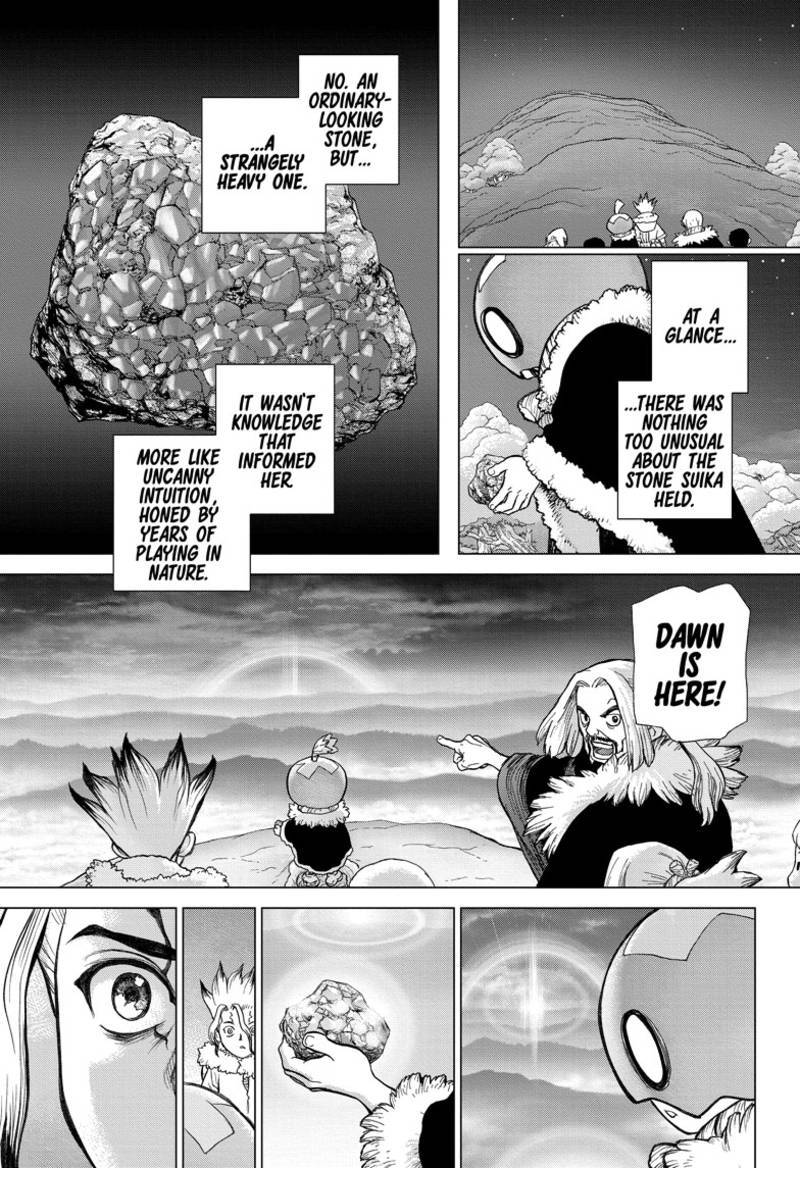 AT A
GLANCE...
...THERE WAS
NOTHING
TOO UNUSUAL
ABOUT THE
STONE SUIKA
HELD.
NO. AN
ORDINARY-
LOOKING
STONE,
BUT...
...A
STRANGELY
HEAVY ONE.
IT WASN'T
KNOWLEDGE
THAT
INFORMED
HER
MORE LIKE
UNCANNY
INTUITION,
HONED BY
YEARS OF
PLAYING IN
NATURE.
DAWN
IS
HERE!